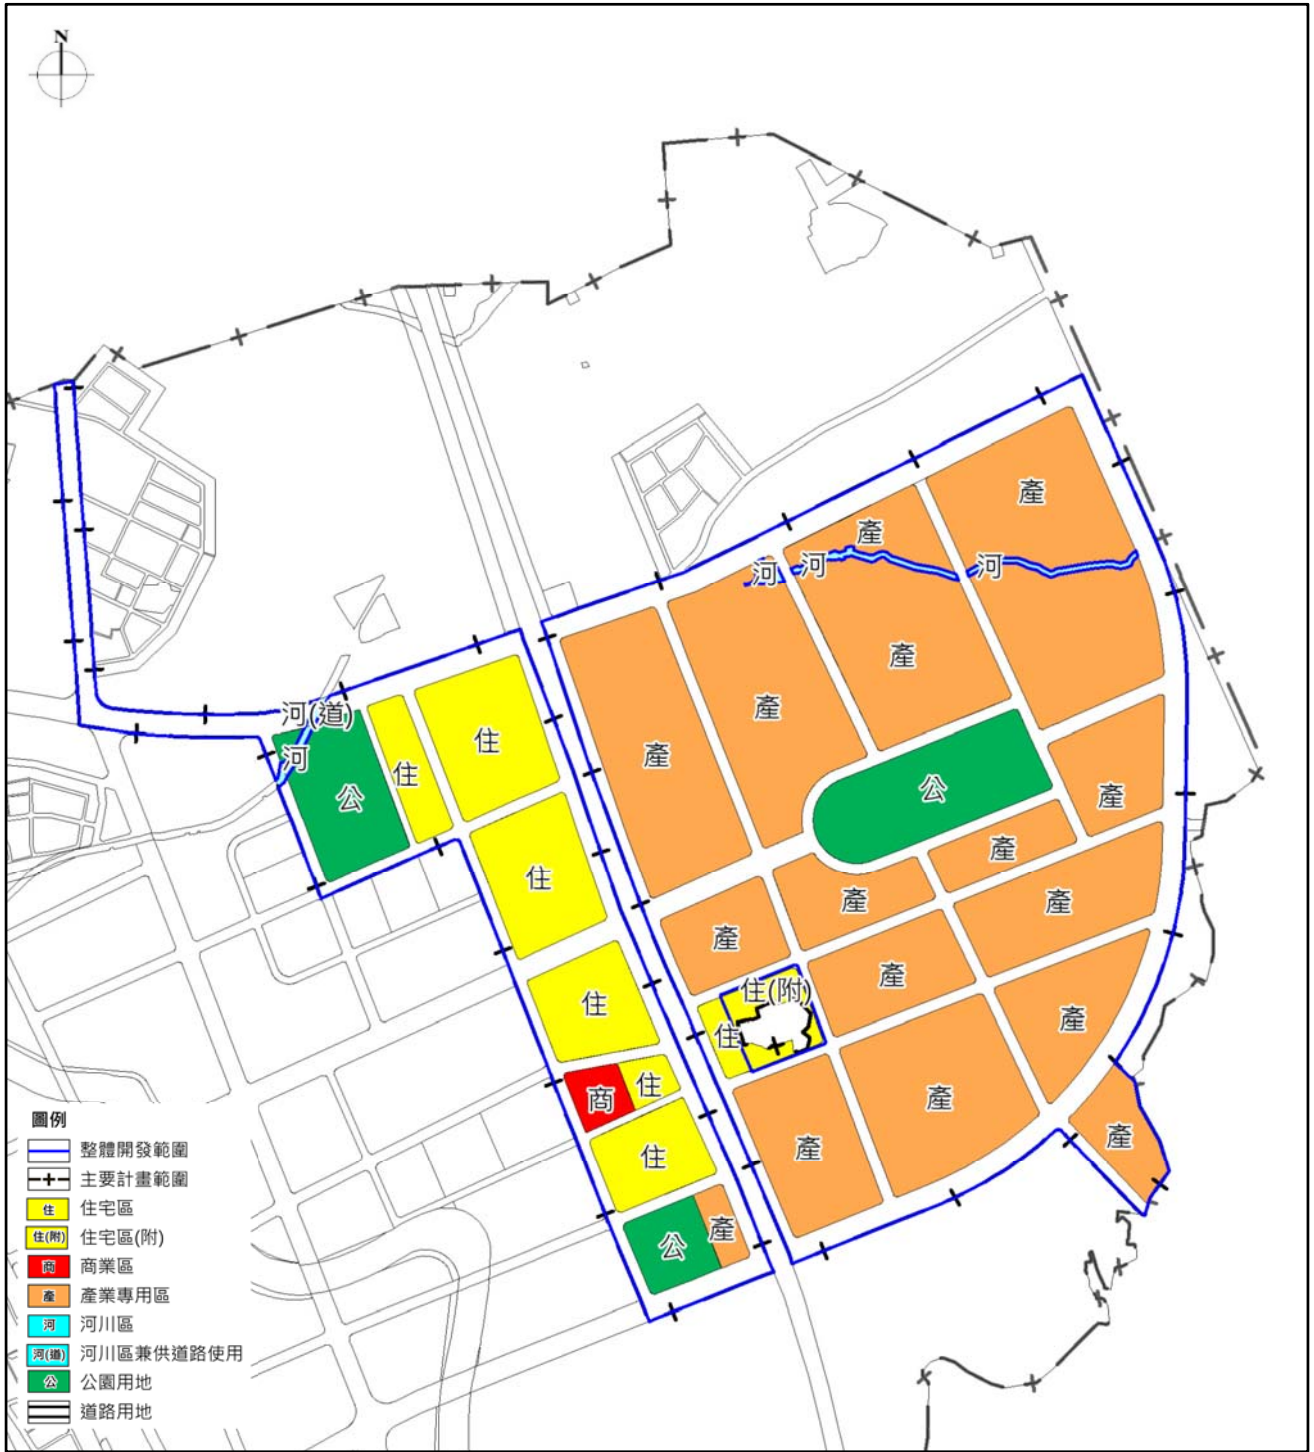 N
產
產
河
河
河
產
河(道)
住
河
產
產
住
公
公
產
住
產
產
產
產
產
住(附)
住
住
產
產
商
住
產
產
產
住
公
產
圖例
整體開發範圍
主要計畫範圍
住 住宅區
住(附) 住宅區(附)
商 商業區
產 產業專用區
河 河川區
河(道) 河川區兼供道路使用
公 公園用地
道路用地